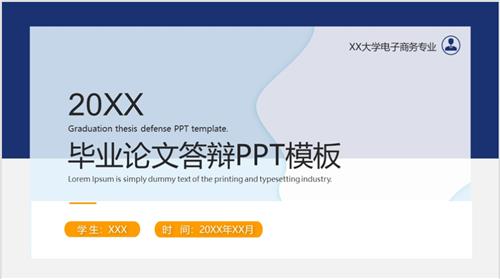 XX大学电子商务专业
20XX
Graduation thesis defense PPT template.
毕业论文答辩PPT模板
Lorem Ipsum is simply dummy text of the printing and typesetting industry.
学 生：XXX
时 间：20XX年XX月